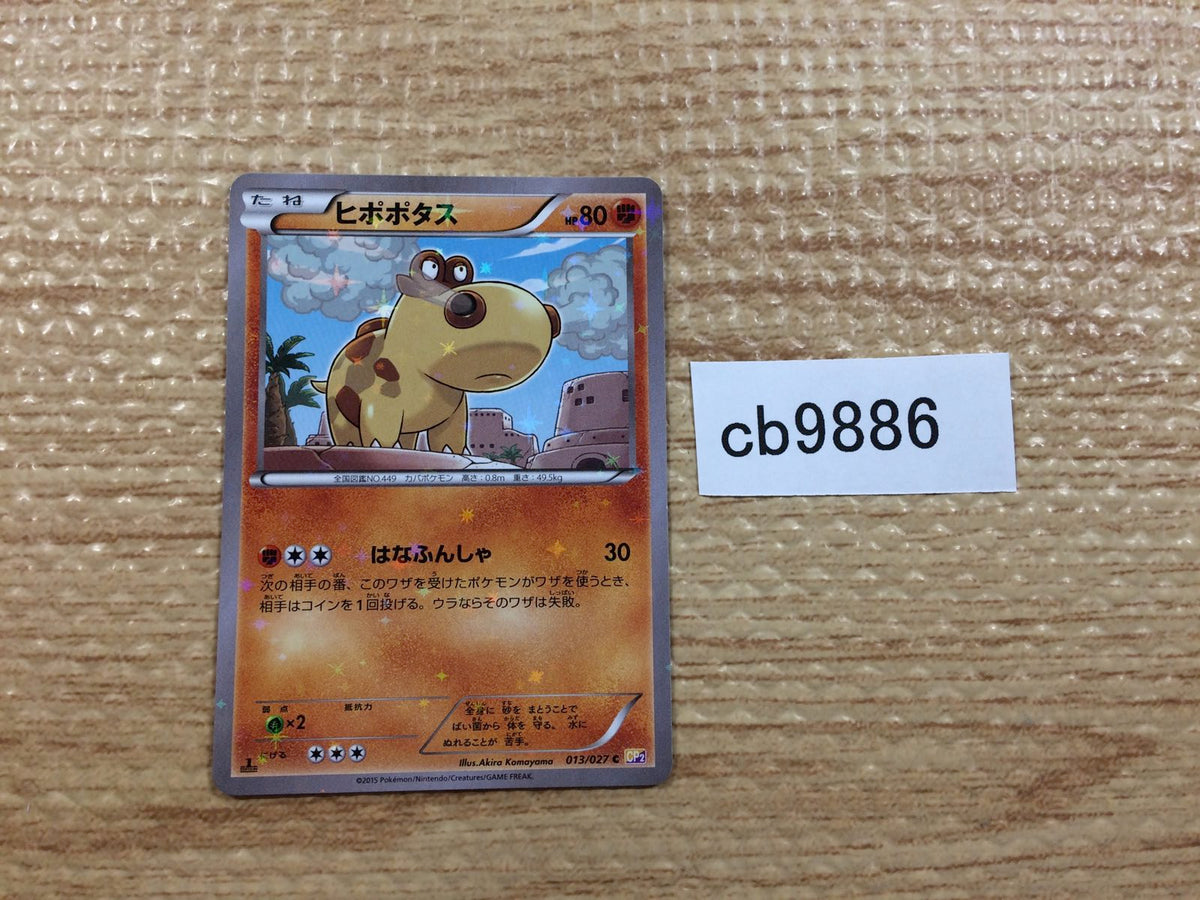 たね ヒポポタス HP80
全国図鑑NO.449 カバポケモン 高さ:0.8m 重さ:49.5kg
はなふんしゃ 30
次の相手の番、このワザを受けたポケモンがワザを使うとき、
相手はコインを1回投げる。ウラならそのワザは失敗。
弱点 抵抗力
×2
にげる
全身に 砂を まとうことで
ばい菌から 体を 守る。 水に
ぬれることが 苦手。
Illus.Akira Komayama 013/027 C CP2
©2015 Pokémon/Nintendo/Creatures/GAME FREAK.
cb9886